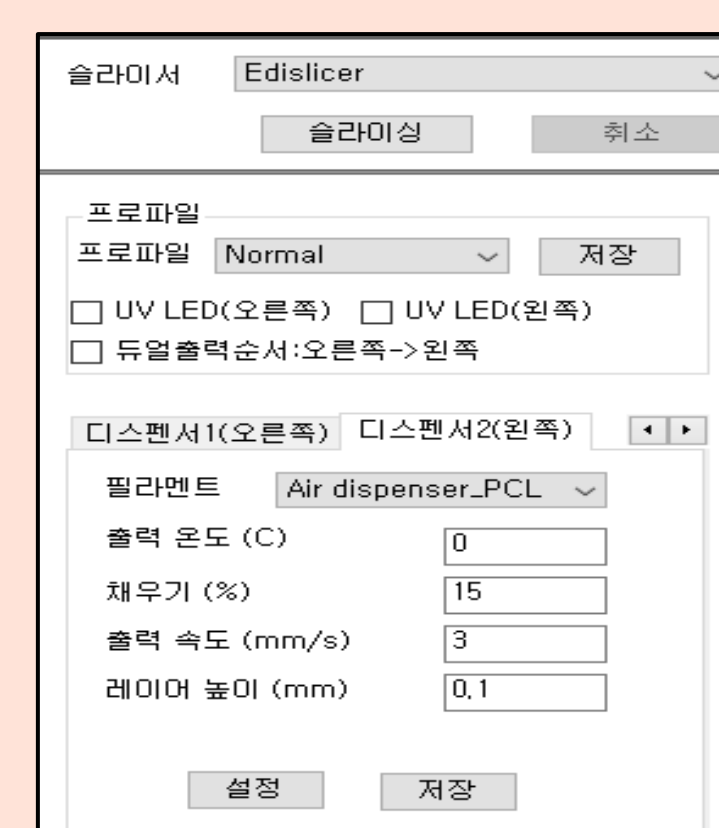 슬라이서 Edislicer
슬라이싱 취소
프로파일
프로파일 Normal 저장
UV LED(오른쪽) UV LED(왼쪽)
듀얼출력순서:오른쪽->왼쪽
디스펜서1(오른쪽) 디스펜서2(왼쪽)
필라멘트 Air dispenser_PCL
출력 온도 (C) 0
채우기 (%) 15
출력 속도 (mm/s) 3
레이어 높이 (mm) 0.1
설정 저장